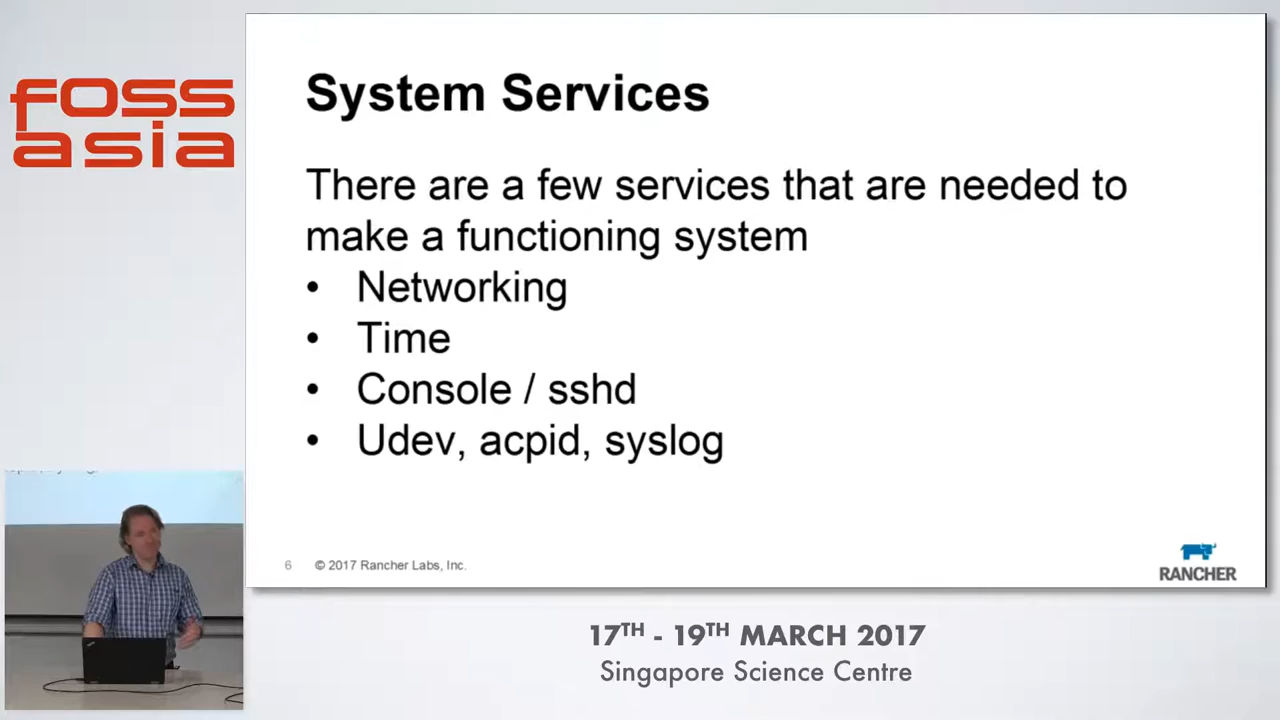 foss
asia
System Services
There are a few services that are needed to
make a functioning system
• Networking
• Time
• Console / sshd
• Udev, acpid, syslog
6 © 2017 Rancher Labs, Inc.
RANCHER
17TH - 19TH MARCH 2017
Singapore Science Centre